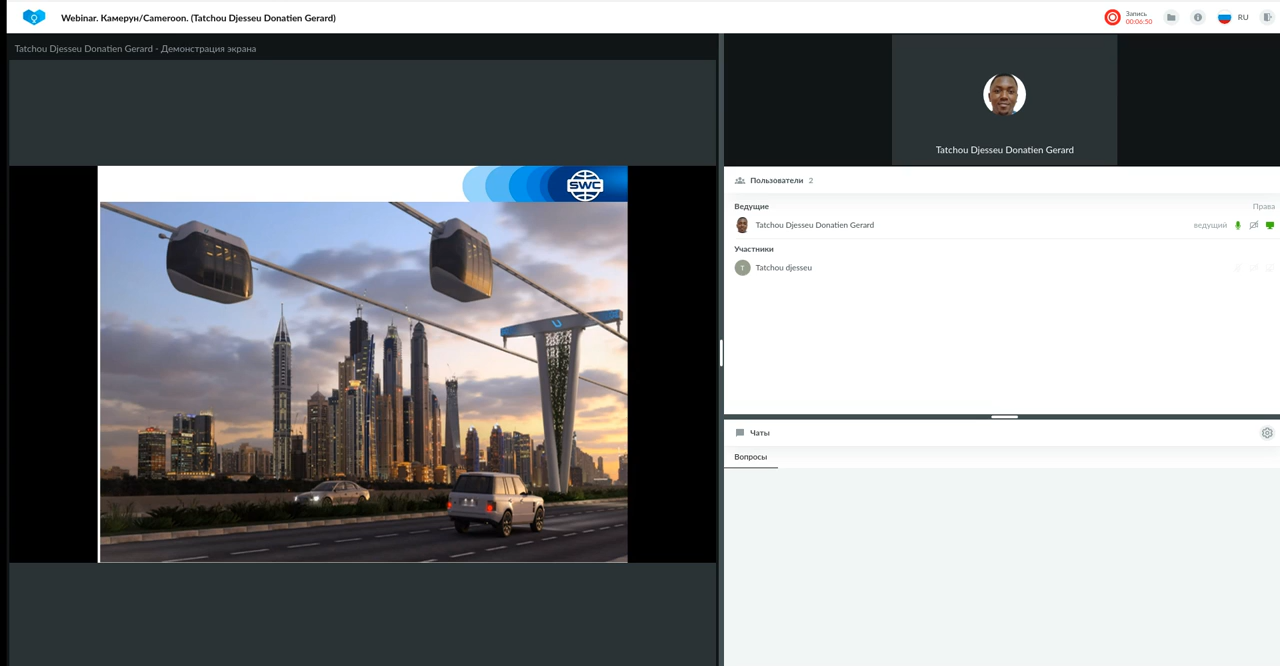 Webinar. Камерун/Cameroon. (Tatchou Djesseu Donatien Gerard)
Запись
00:06:50
RU
Tatchou Djesseu Donatien Gerard - Демонстрация экрана
SWC
Tatchou Djesseu Donatien Gerard
Пользователи 2
Ведущие Права
Tatchou Djesseu Donatien Gerard ведущий
Участники
T Tatchou djesseu
Чаты
Вопросы